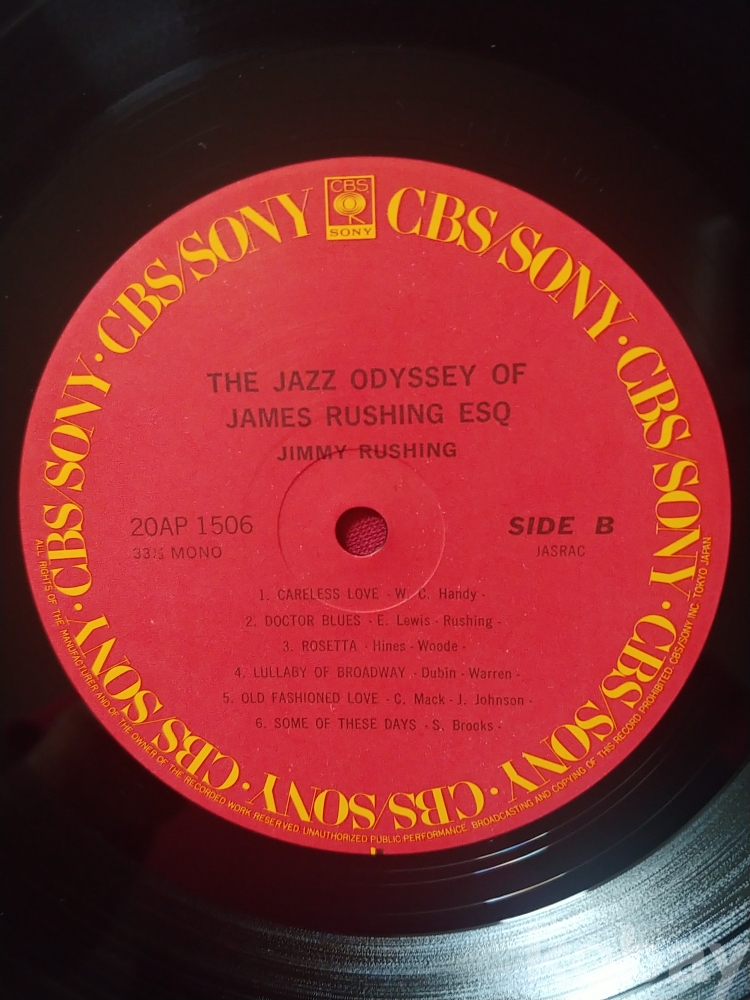 CBS
SONY
CBS/SONY · CBS/SONY · CBS/SONY · CBS/SONY · CBS/SONY · CBS/SONY · CBS/SONY · CBS/SONY
THE JAZZ ODYSSEY OF
JAMES RUSHING ESQ
JIMMY RUSHING
20AP 1506
33⅓ MONO
SIDE B
JASRAC
1. CARELESS LOVE - W. C. Handy -
2. DOCTOR BLUES - E. Lewis - Rushing -
3. ROSETTA - Hines - Woode -
4. LULLABY OF BROADWAY - Dubin - Warren -
5. OLD FASHIONED LOVE - C. Mack - J. Johnson -
6. SOME OF THESE DAYS - S. Brooks -
ALL RIGHTS OF THE MANUFACTURER AND OF THE OWNER OF THE RECORDED WORK RESERVED. UNAUTHORIZED PUBLIC PERFORMANCE BROADCASTING AND COPYING OF THIS RECORD PROHIBITED. CBS/SONY INC. TOKYO JAPAN